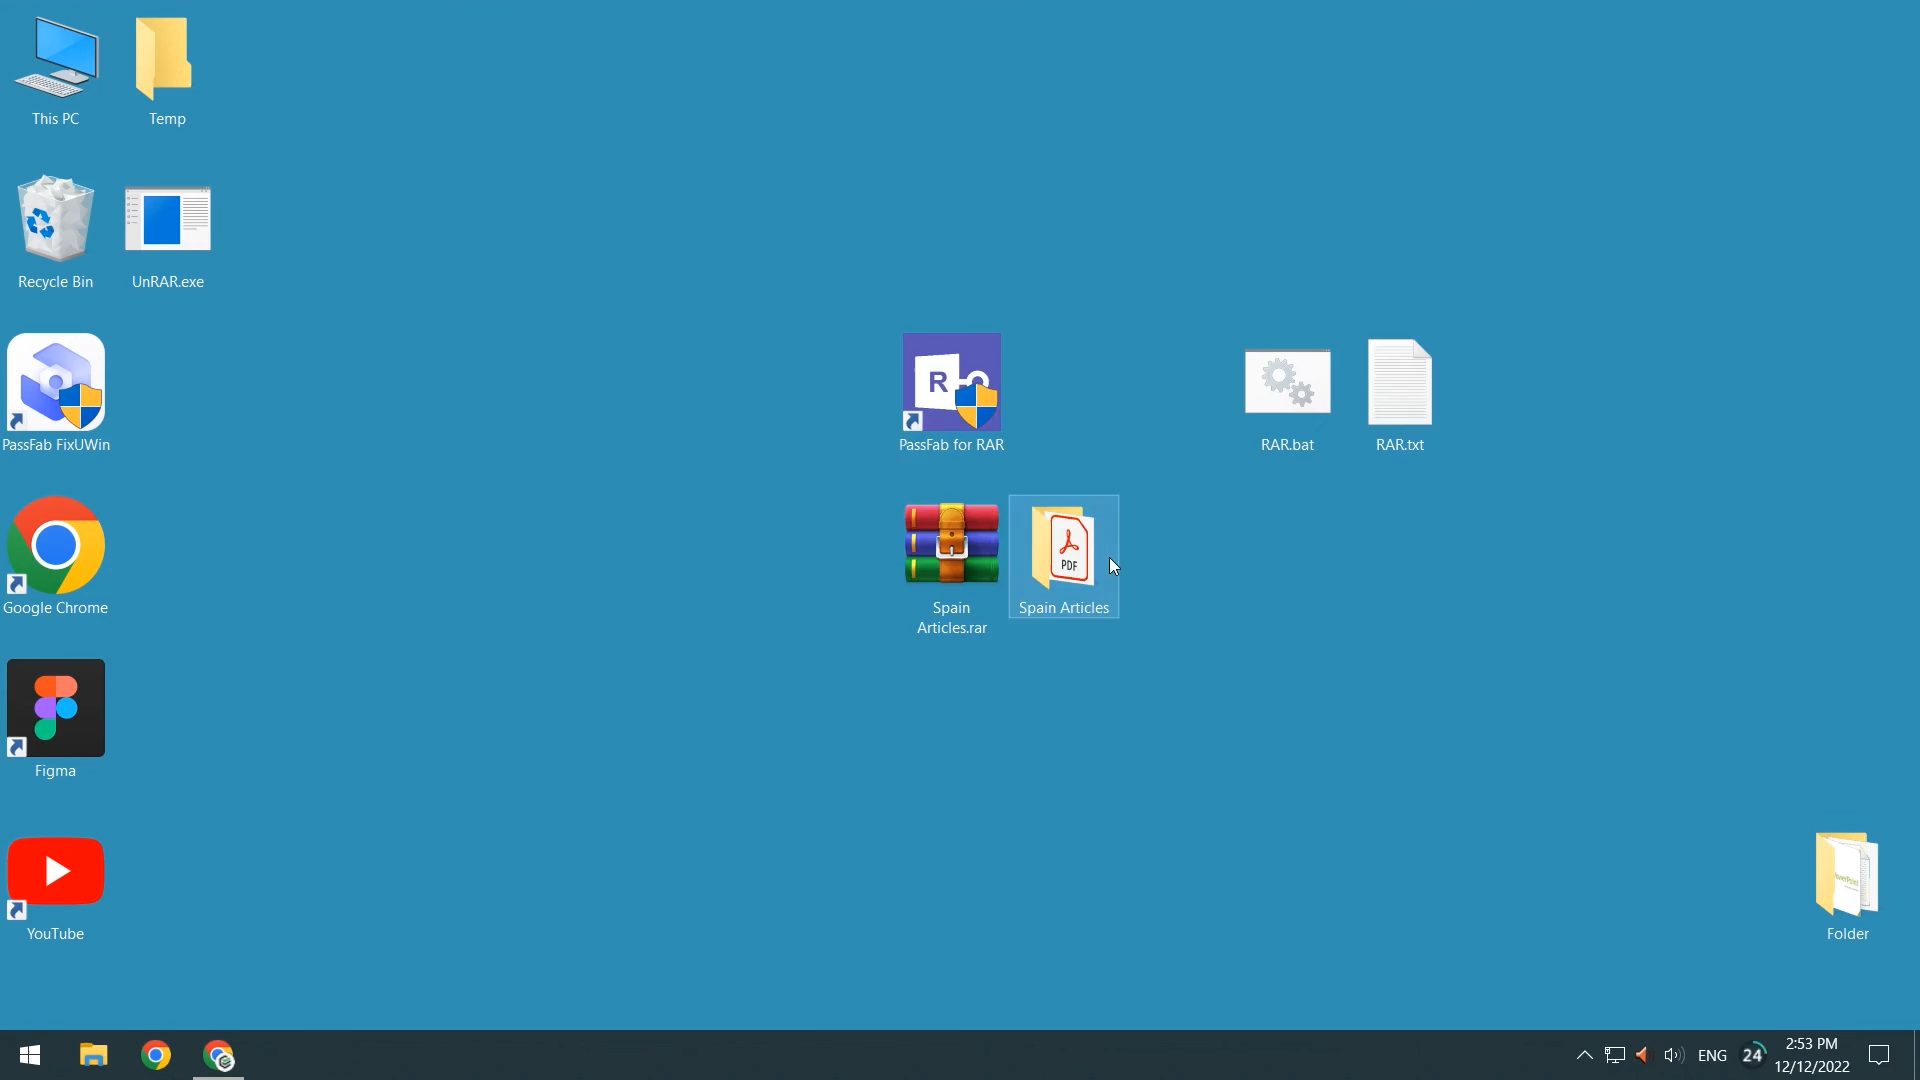 This PC
Temp
Recycle Bin
UnRAR.exe
R
PassFab FixUWin
PassFab for RAR
RAR.bat
RAR.txt
PDF
Google Chrome
Spain
Articles.rar
Spain Articles
Figma
YouTube
Folder
ENG
24
2:53 PM
12/12/2022